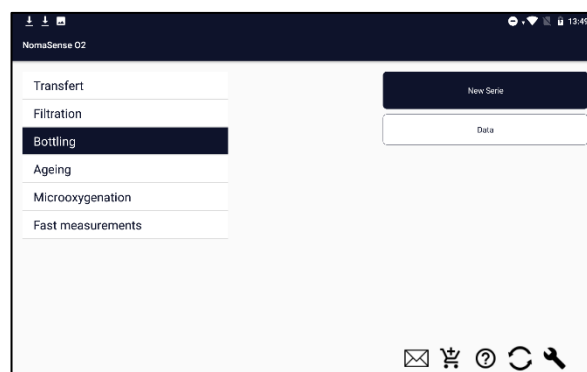 13:49
NomaSense O2
Transfert
Filtration
Bottling
Ageing
Microoxygenation
Fast measurements
New Serie
Data